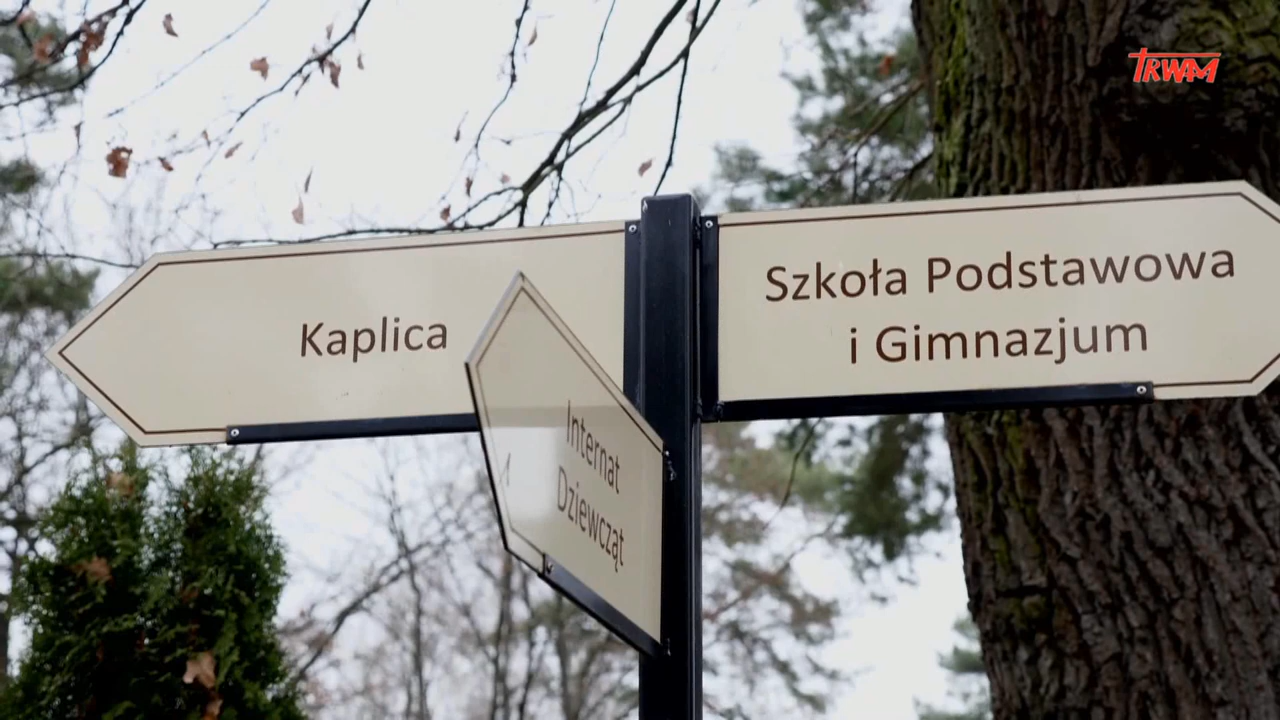 TRWAM
Kaplica
Szkoła Podstawowa
i Gimnazjum
Internat
Dziewcząt